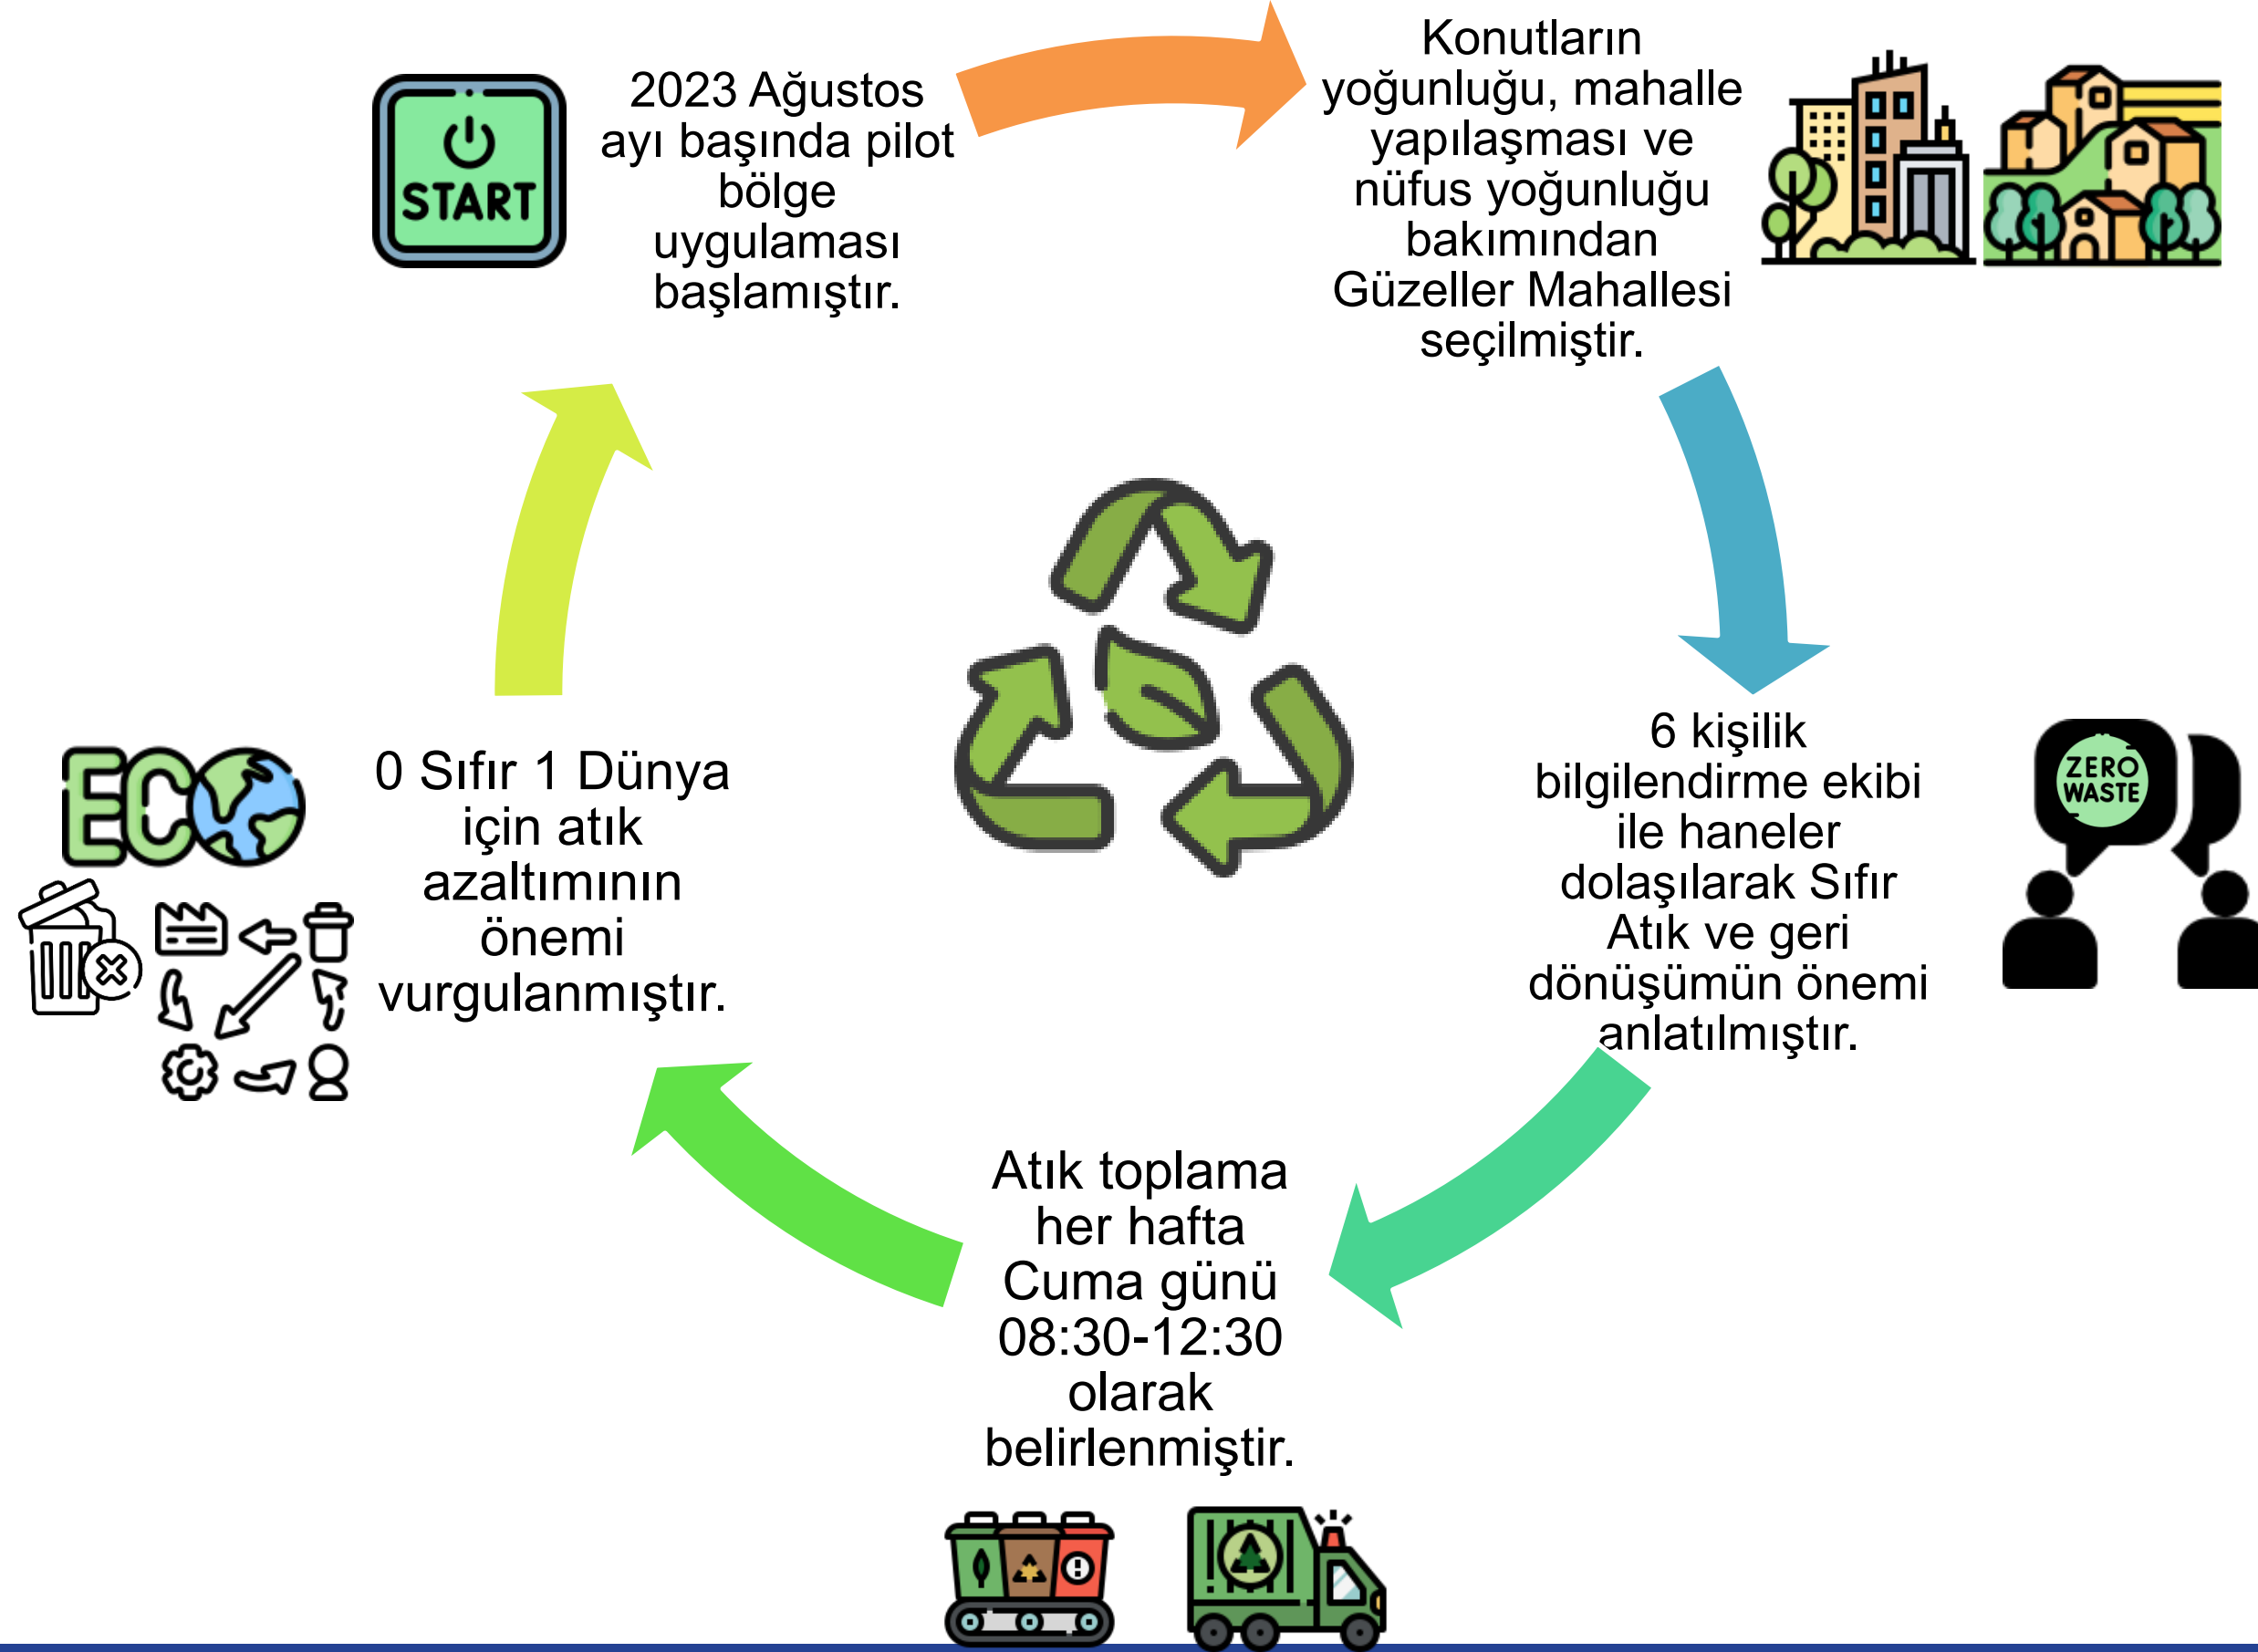 START
2023 Ağustos
ayı başında pilot
bölge
uygulaması
başlamıştır.
Konutların
yoğunluğu, mahalle
yapılaşması ve
nüfus yoğunluğu
bakımından
Güzeller Mahallesi
seçilmiştir.
6 kişilik
bilgilendirme ekibi
ile haneler
dolaşılarak Sıfır
Atık ve geri
dönüşümün önemi
anlatılmıştır.
ZERO
WASTE
Atık toplama
her hafta
Cuma günü
08:30-12:30
olarak
belirlenmiştir.
0 Sıfır 1 Dünya
için atık
azaltımının
önemi
vurgulanmıştır.
ECO